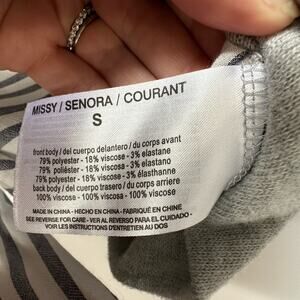 MISSY / SENORA / COURANT
S
front body / del cuerpo delantero / du corps avant
79% polyester - 18% viscose - 3% elastane
79% poliéster - 18% viscosa - 3% elastano
79% polyester - 18% viscose - 3% élasthanne
back body / del cuerpo trasero / du corps arriere
100% viscose - 100% viscosa - 100% viscose
MADE IN CHINA - HECHO EN CHINA - FABRIQUÉ EN CHINE
SEE REVERSE FOR CARE - VER AL REVERSO PARA EL CUIDADO -
VOIR LES INSTRUCTIONS D'ENTRETIEN AU DOS